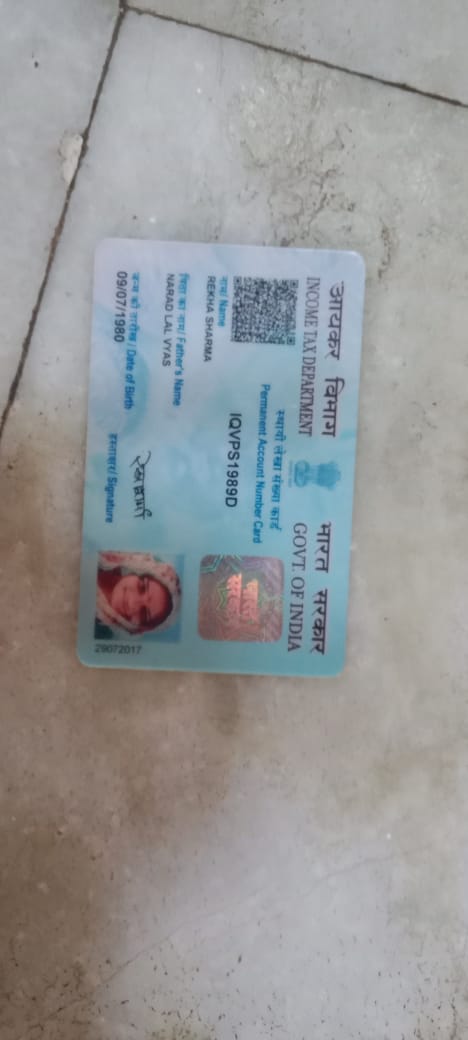 आयकर विभाग
INCOME TAX DEPARTMENT
भारत सरकार
GOVT. OF INDIA
स्थायी लेखा संख्या कार्ड
Permanent Account Number Card
IQVPS1989D
नाम/ Name
REKHA SHARMA
पिता का नाम/ Father's Name
NARAD LAL VYAS
जन्म की तारीख / Date of Birth
09/07/1980
हस्ताक्षर/ Signature
29072017